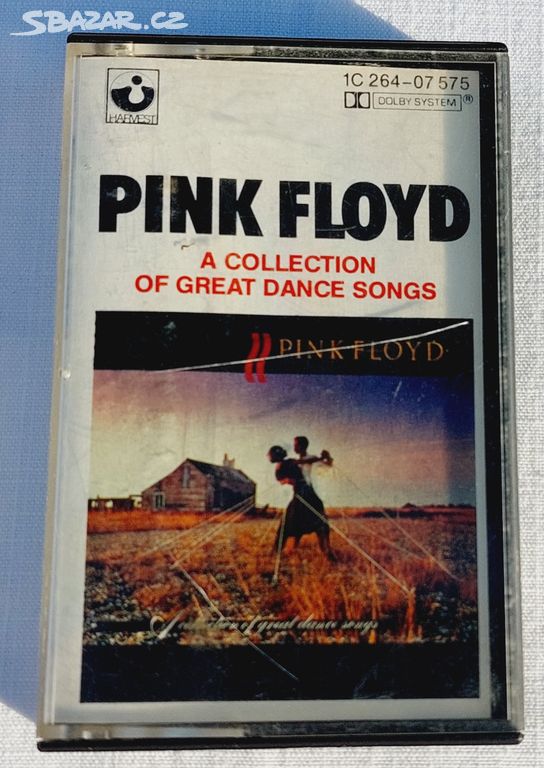 SBAZAR.CZ
1C 264-07 575
DOLBY SYSTEM ®
HARVEST
PINK FLOYD
A COLLECTION
OF GREAT DANCE SONGS
PINK FLOYD
A collection of great dance songs